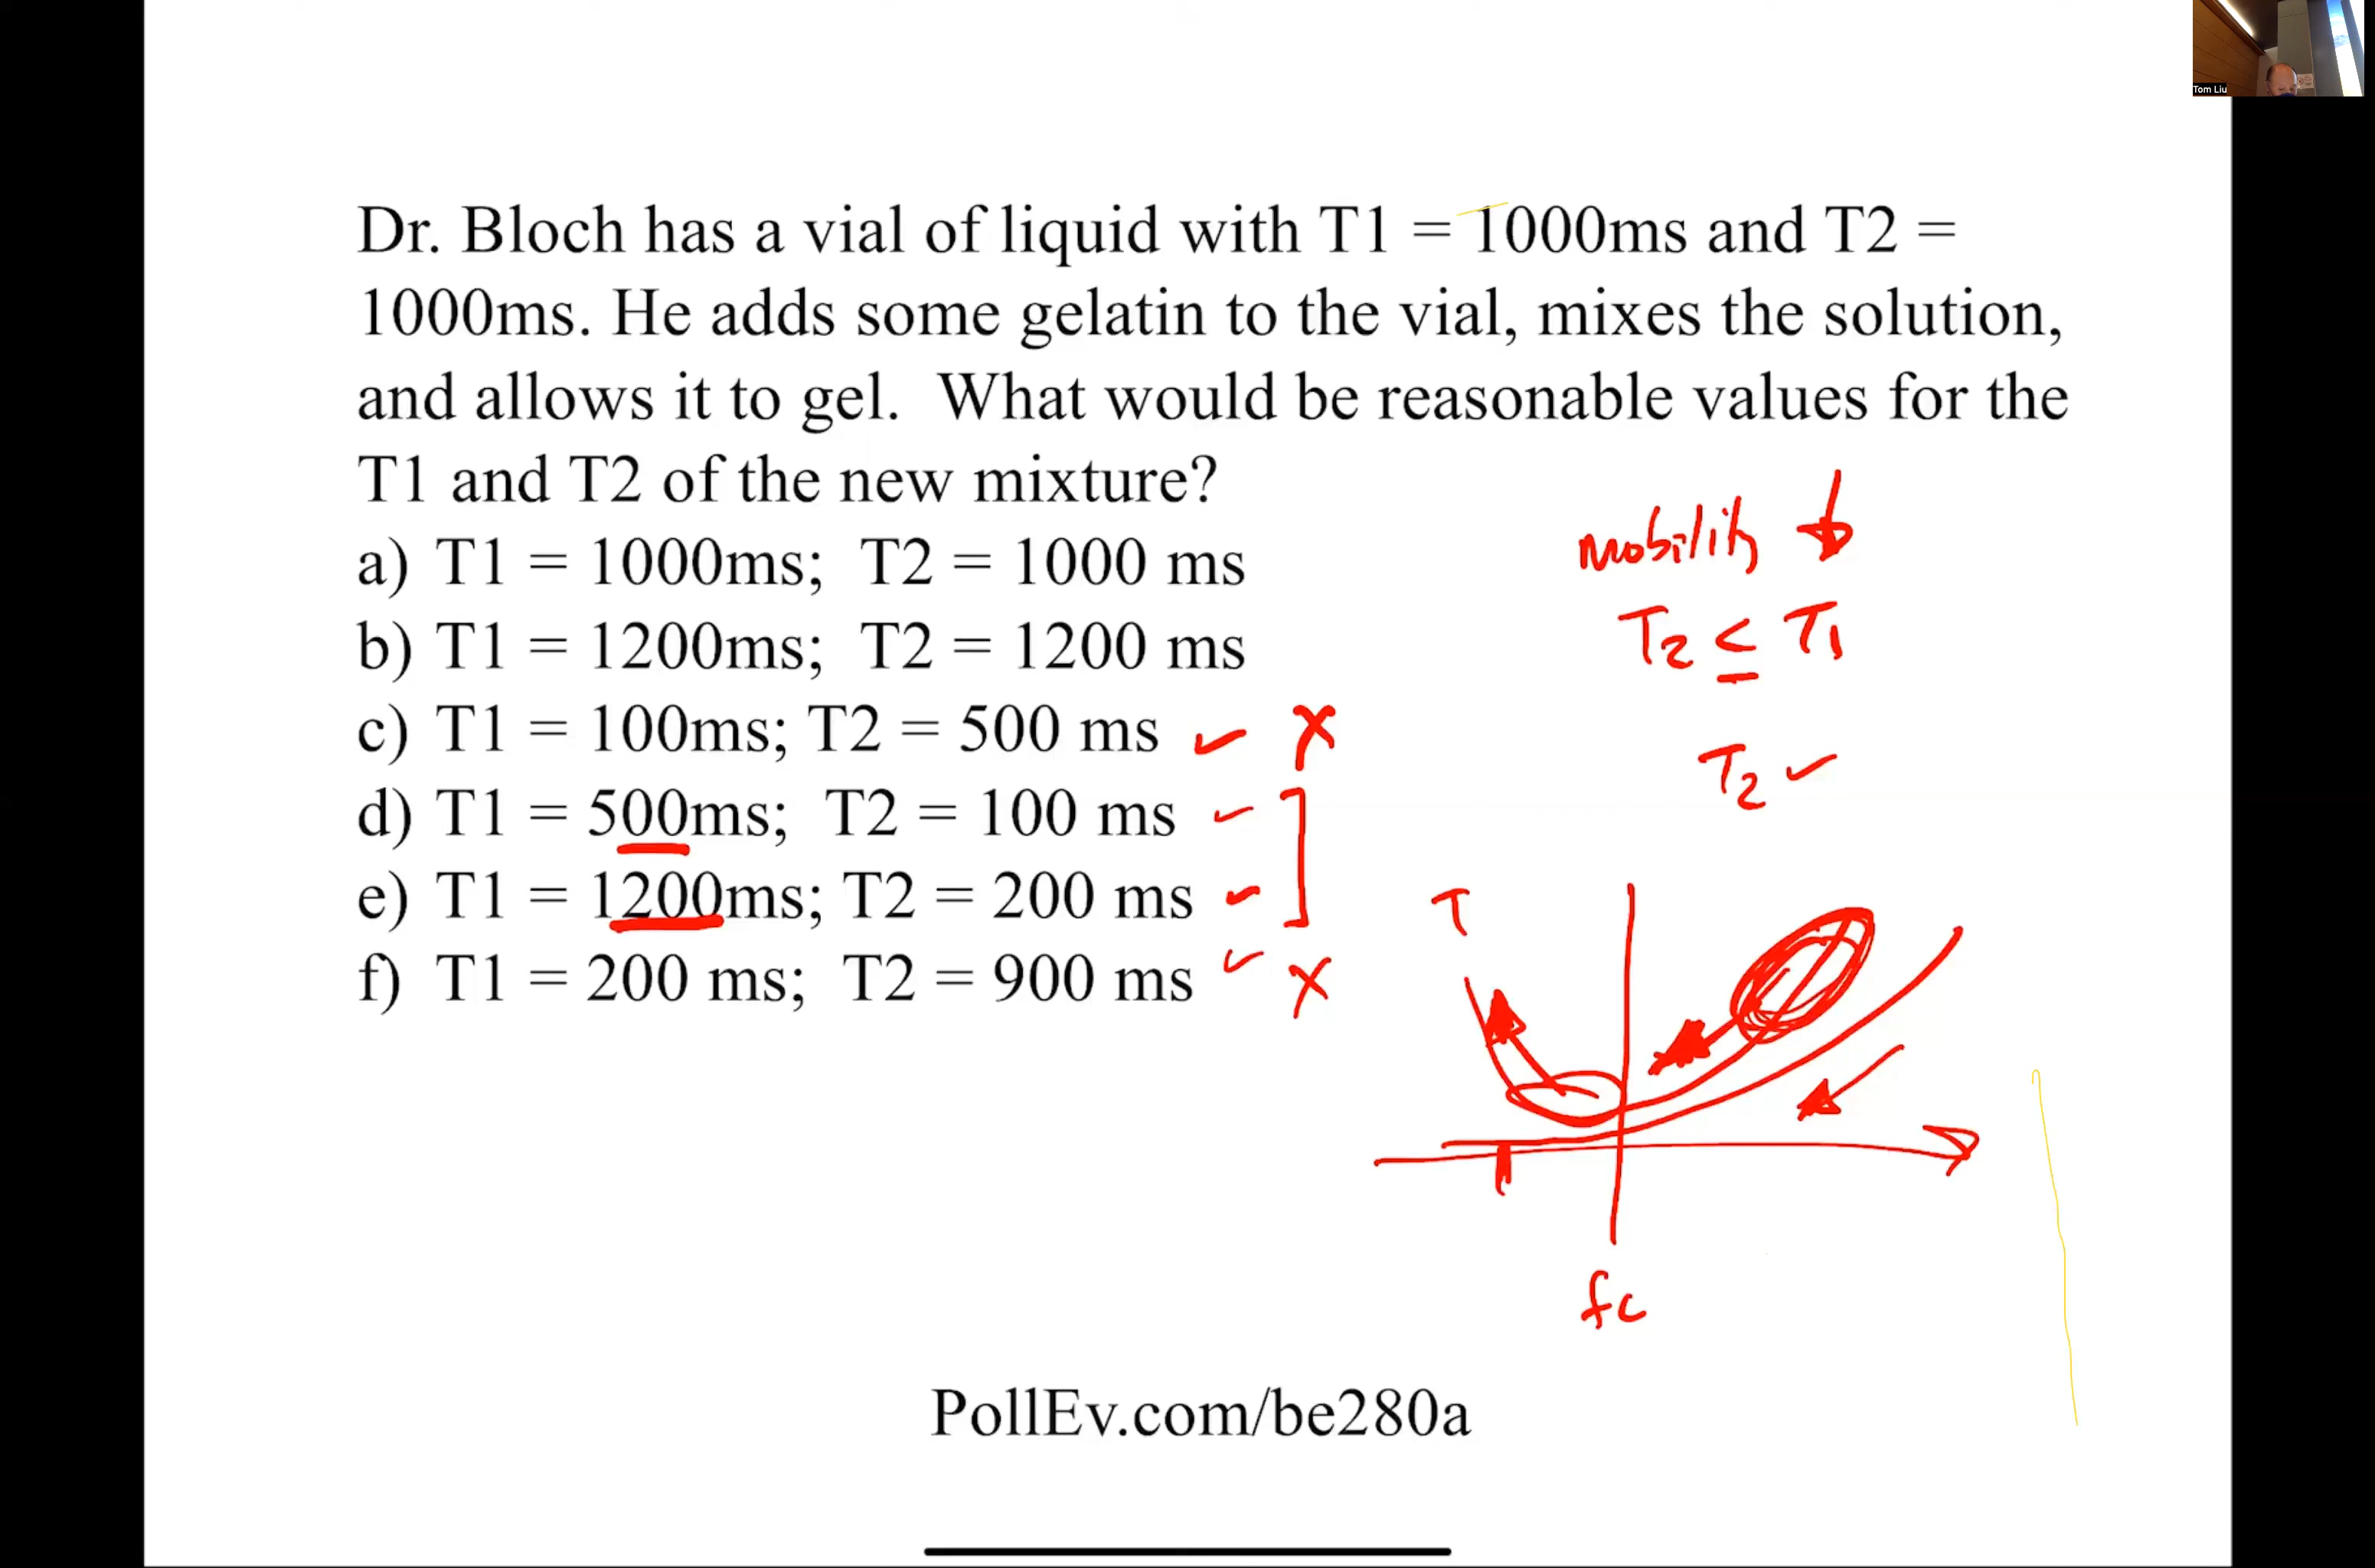 Tom Liu
Dr. Bloch has a vial of liquid with T1 = 1000ms and T2 =
1000ms. He adds some gelatin to the vial, mixes the solution,
and allows it to gel. What would be reasonable values for the
T1 and T2 of the new mixture?
a) T1 = 1000ms; T2 = 1000 ms
b) T1 = 1200ms; T2 = 1200 ms
c) T1 = 100ms; T2 = 500 ms ✓ X
d) T1 = 500ms; T2 = 100 ms ✓ ]
e) T1 = 1200ms; T2 = 200 ms ✓
f) T1 = 200 ms; T2 = 900 ms ✓ X
mobility ↓
T2 ≤ T1
T2 ✓
T
fc
PollEv.com/be280a